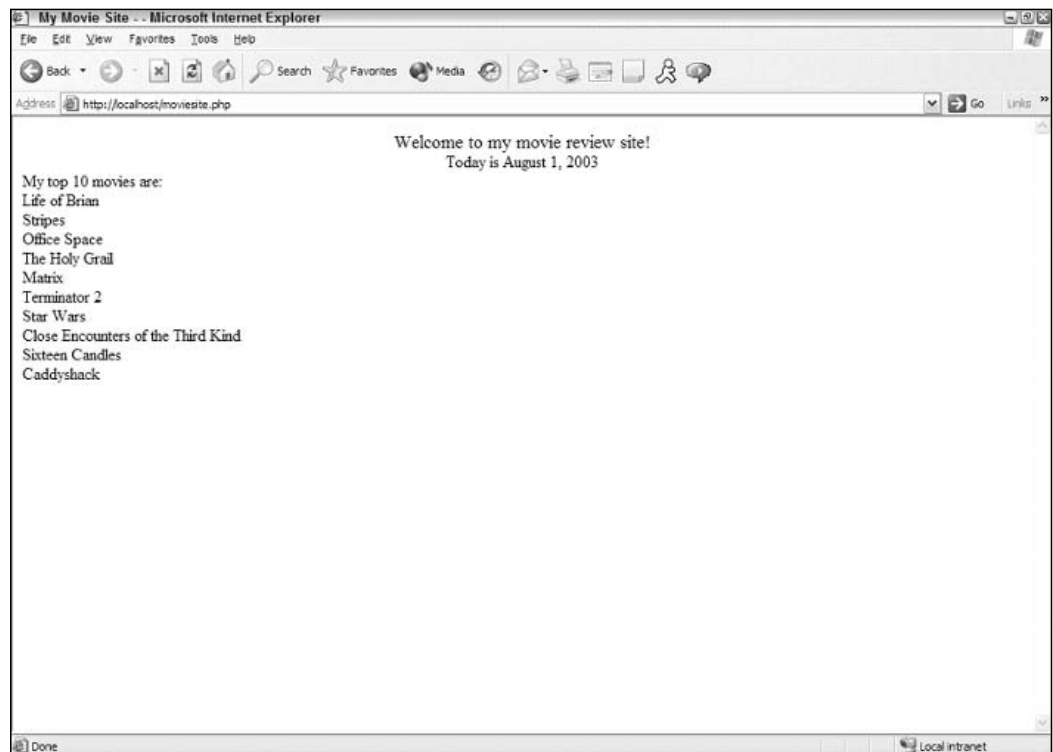 My Movie Site - - Microsoft Internet Explorer
File Edit View Favorites Tools Help
Back Search Favorites Media
Address http://localhost/moviesite.php Go Links »
Welcome to my movie review site!
Today is August 1, 2003
My top 10 movies are:
Life of Brian
Stripes
Office Space
The Holy Grail
Matrix
Terminator 2
Star Wars
Close Encounters of the Third Kind
Sixteen Candles
Caddyshack
Done Local intranet